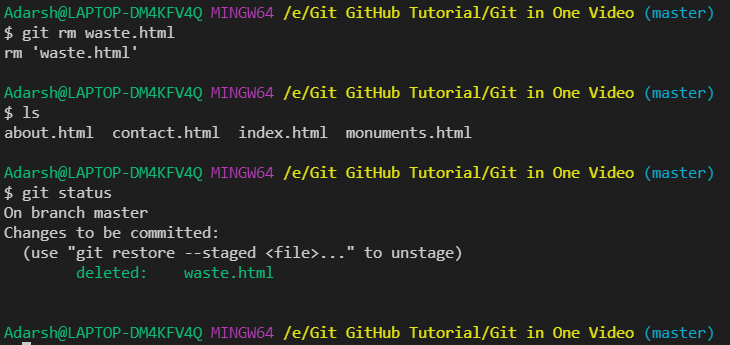 Adarsh@LAPTOP-DM4KFV4Q MINGW64 /e/Git GitHub Tutorial/Git in One Video (master)
$ git rm waste.html
rm 'waste.html'
Adarsh@LAPTOP-DM4KFV4Q MINGW64 /e/Git GitHub Tutorial/Git in One Video (master)
$ ls
about.html  contact.html  index.html  monuments.html
Adarsh@LAPTOP-DM4KFV4Q MINGW64 /e/Git GitHub Tutorial/Git in One Video (master)
$ git status
On branch master
Changes to be committed:
  (use "git restore --staged <file>..." to unstage)
        deleted:    waste.html
Adarsh@LAPTOP-DM4KFV4Q MINGW64 /e/Git GitHub Tutorial/Git in One Video (master)